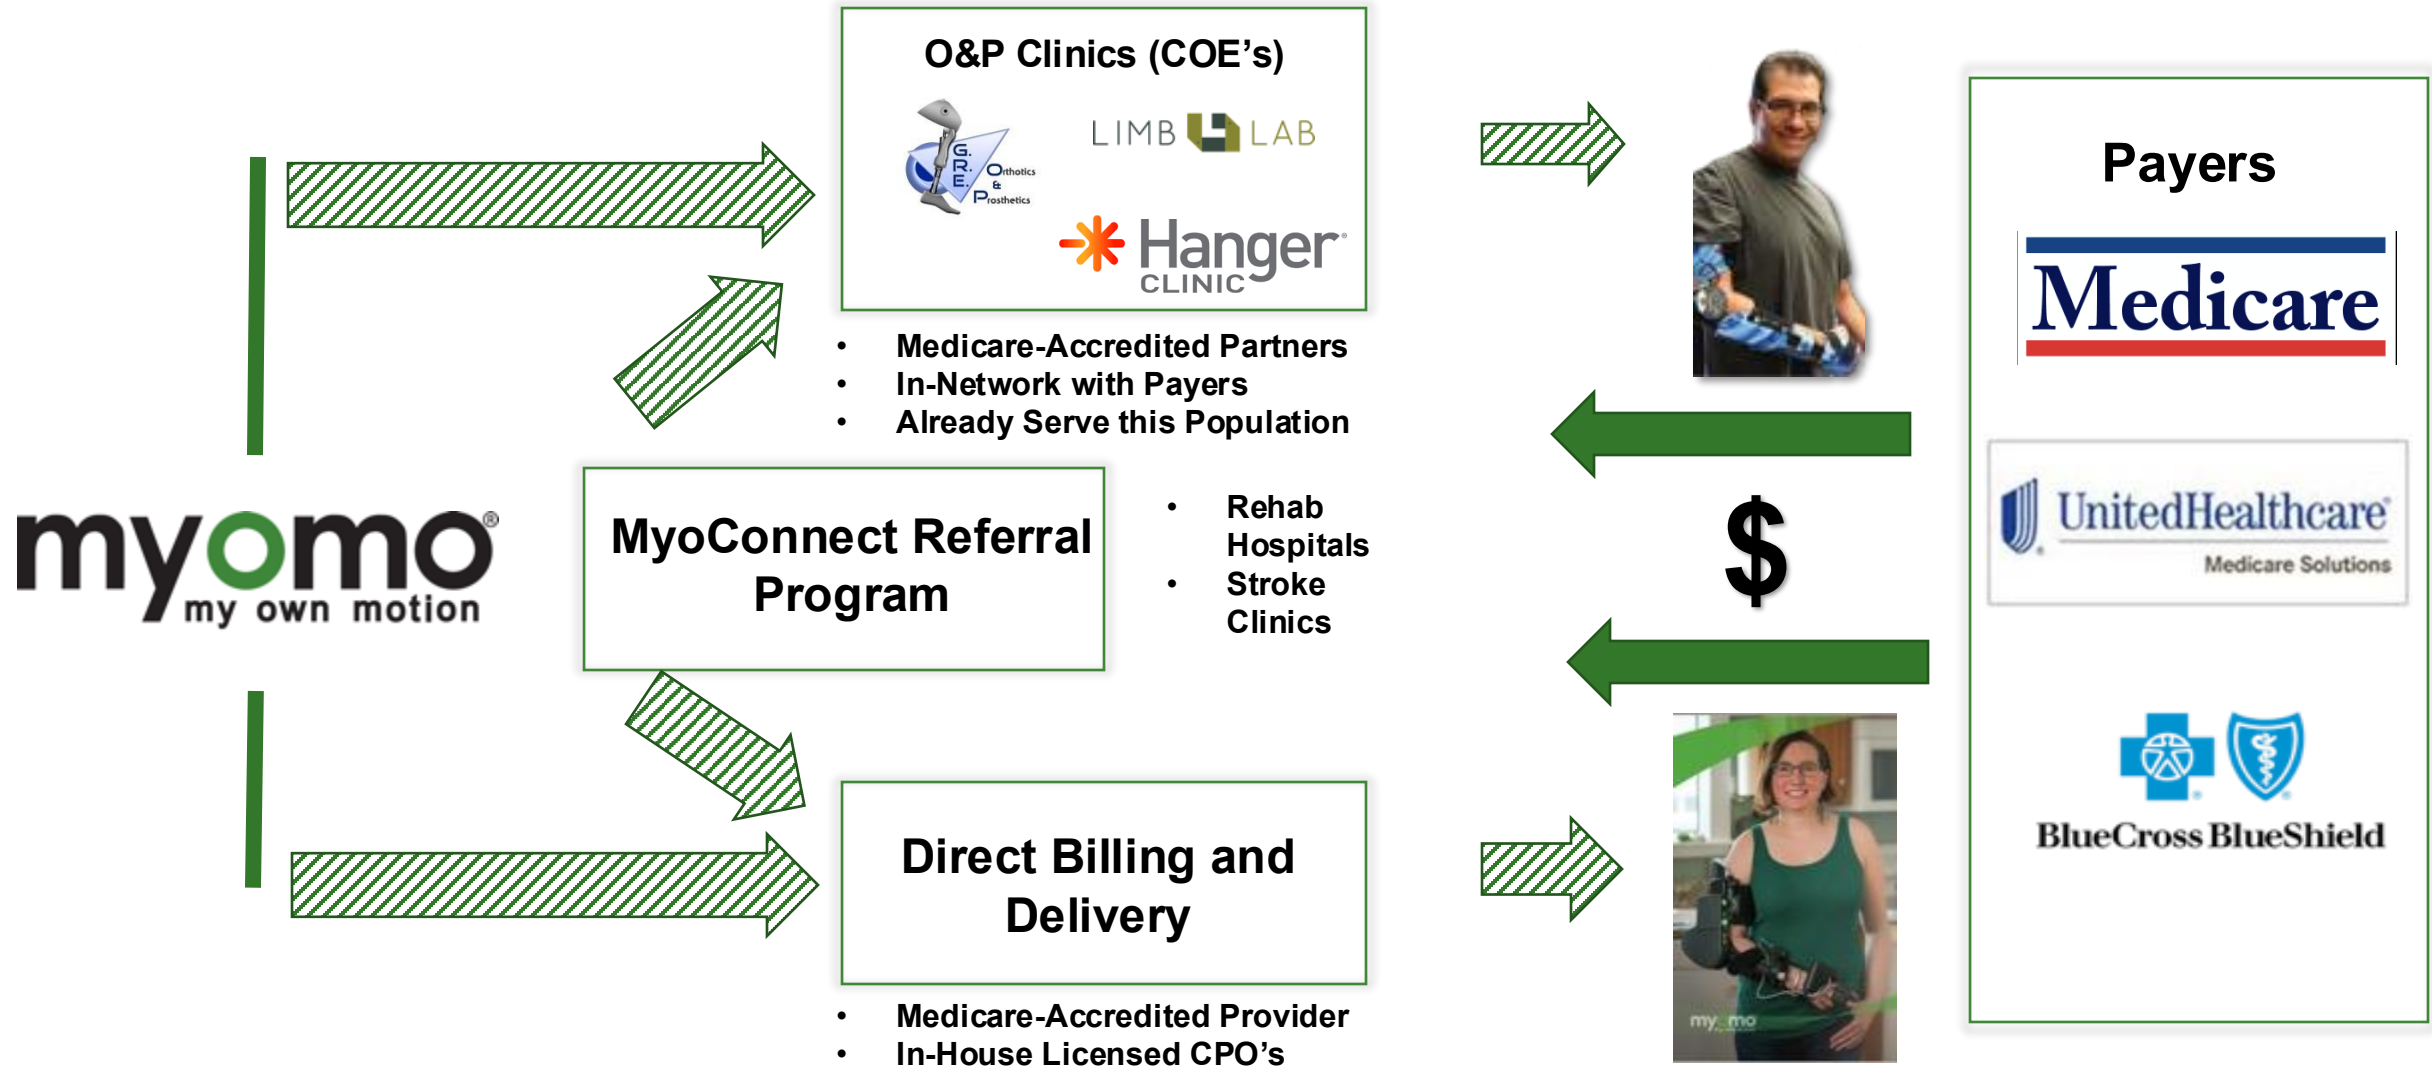 O&P Clinics (COE's)
G.
R.
E.
Orthotics
&
Prosthetics
LIMB LAB
Hanger
CLINIC
• Medicare-Accredited Partners
• In-Network with Payers
• Already Serve this Population
myomo®
my own motion
MyoConnect Referral
Program
• Rehab
Hospitals
• Stroke
Clinics
Direct Billing and
Delivery
• Medicare-Accredited Provider
• In-House Licensed CPO's
$
myomo
Payers
Medicare
UnitedHealthcare®
Medicare Solutions
BlueCross BlueShield